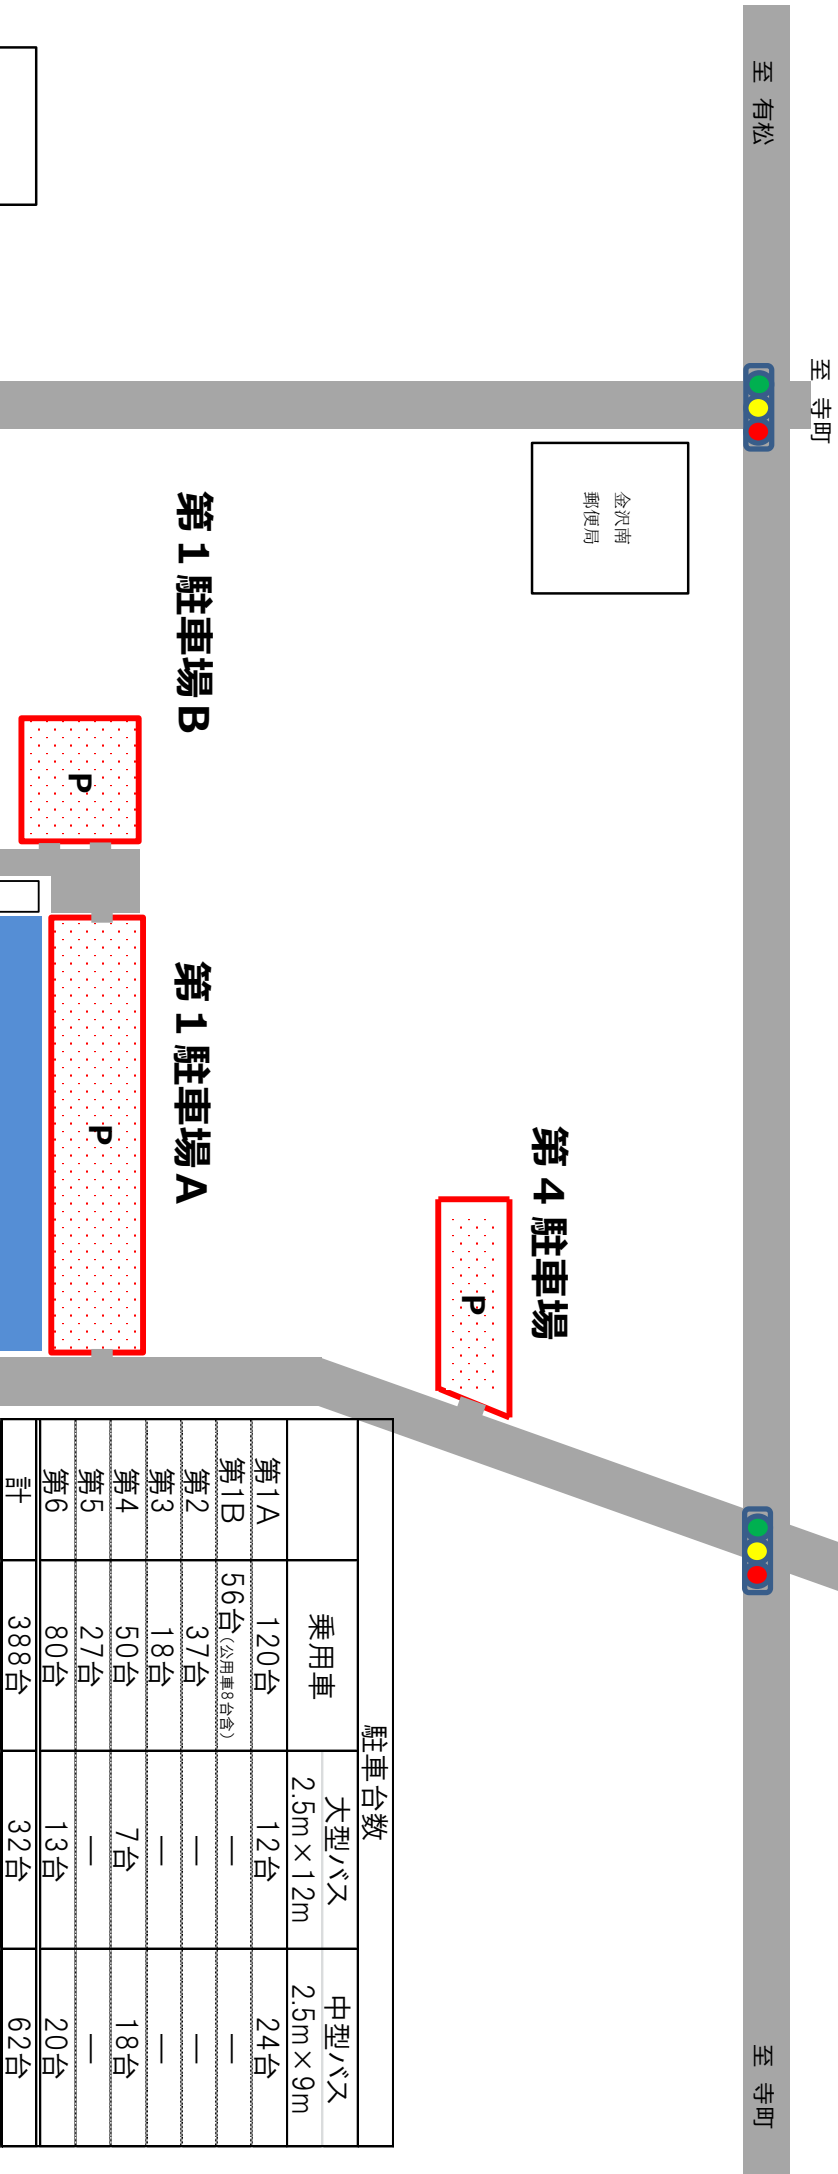 至 有松
至 寺町
金沢南
郵便局
第１駐車場Ｂ
P
第１駐車場Ａ
P
第４駐車場
P
至 寺町
駐車台数
乗用車 大型バス 中型バス
2.5m×12m 2.5m×9m
第1A 120台 12台 24台
第1B 56台(公用車8台含) — —
第2 37台 — —
第3 18台 — —
第4 50台 7台 18台
第5 27台 — —
第6 80台 13台 20台
計 388台 32台 62台